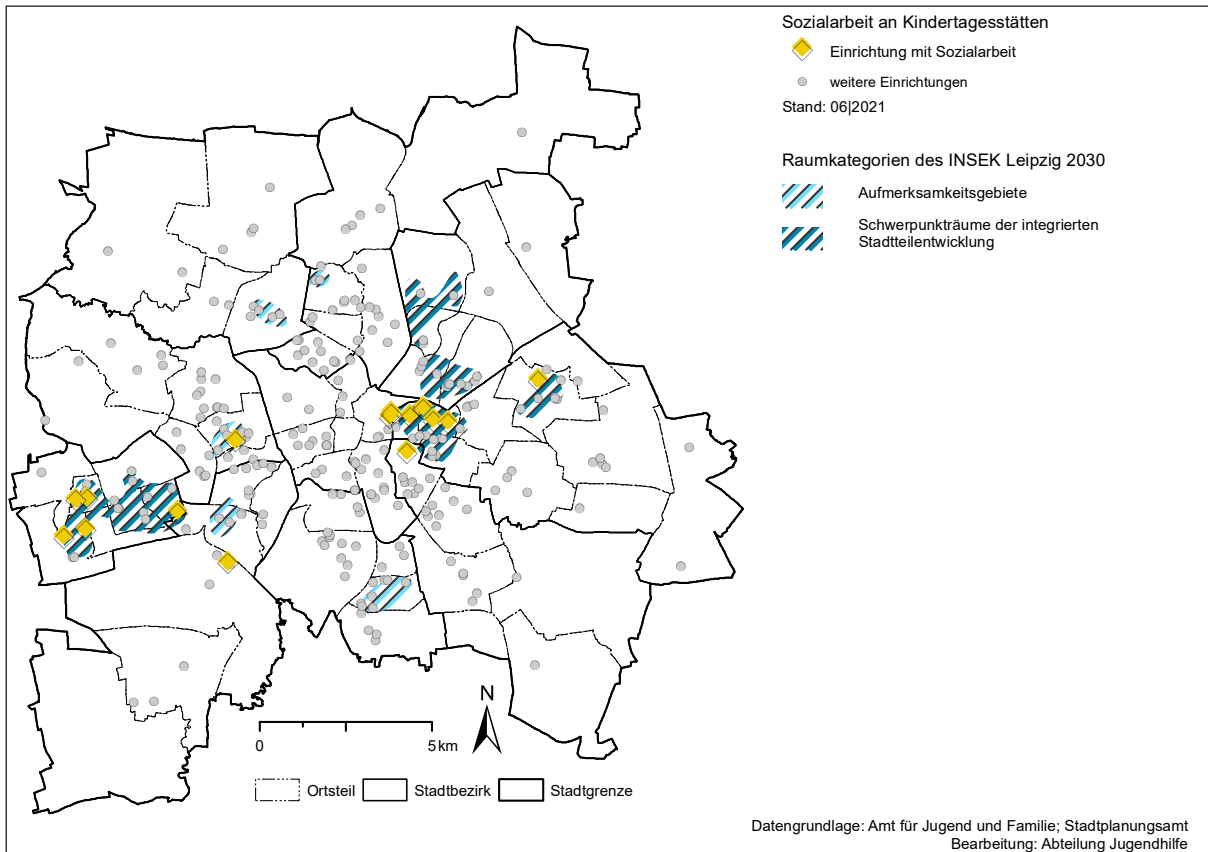 Sozialarbeit an Kindertagesstätten
Einrichtung mit Sozialarbeit
weitere Einrichtungen
Stand: 06|2021
Raumkategorien des INSEK Leipzig 2030
Aufmerksamkeitsgebiete
Schwerpunkträume der integrierten
Stadtteilentwicklung
N
0 5 km
Ortsteil Stadtbezirk Stadtgrenze
Datengrundlage: Amt für Jugend und Familie; Stadtplanungsamt
Bearbeitung: Abteilung Jugendhilfe